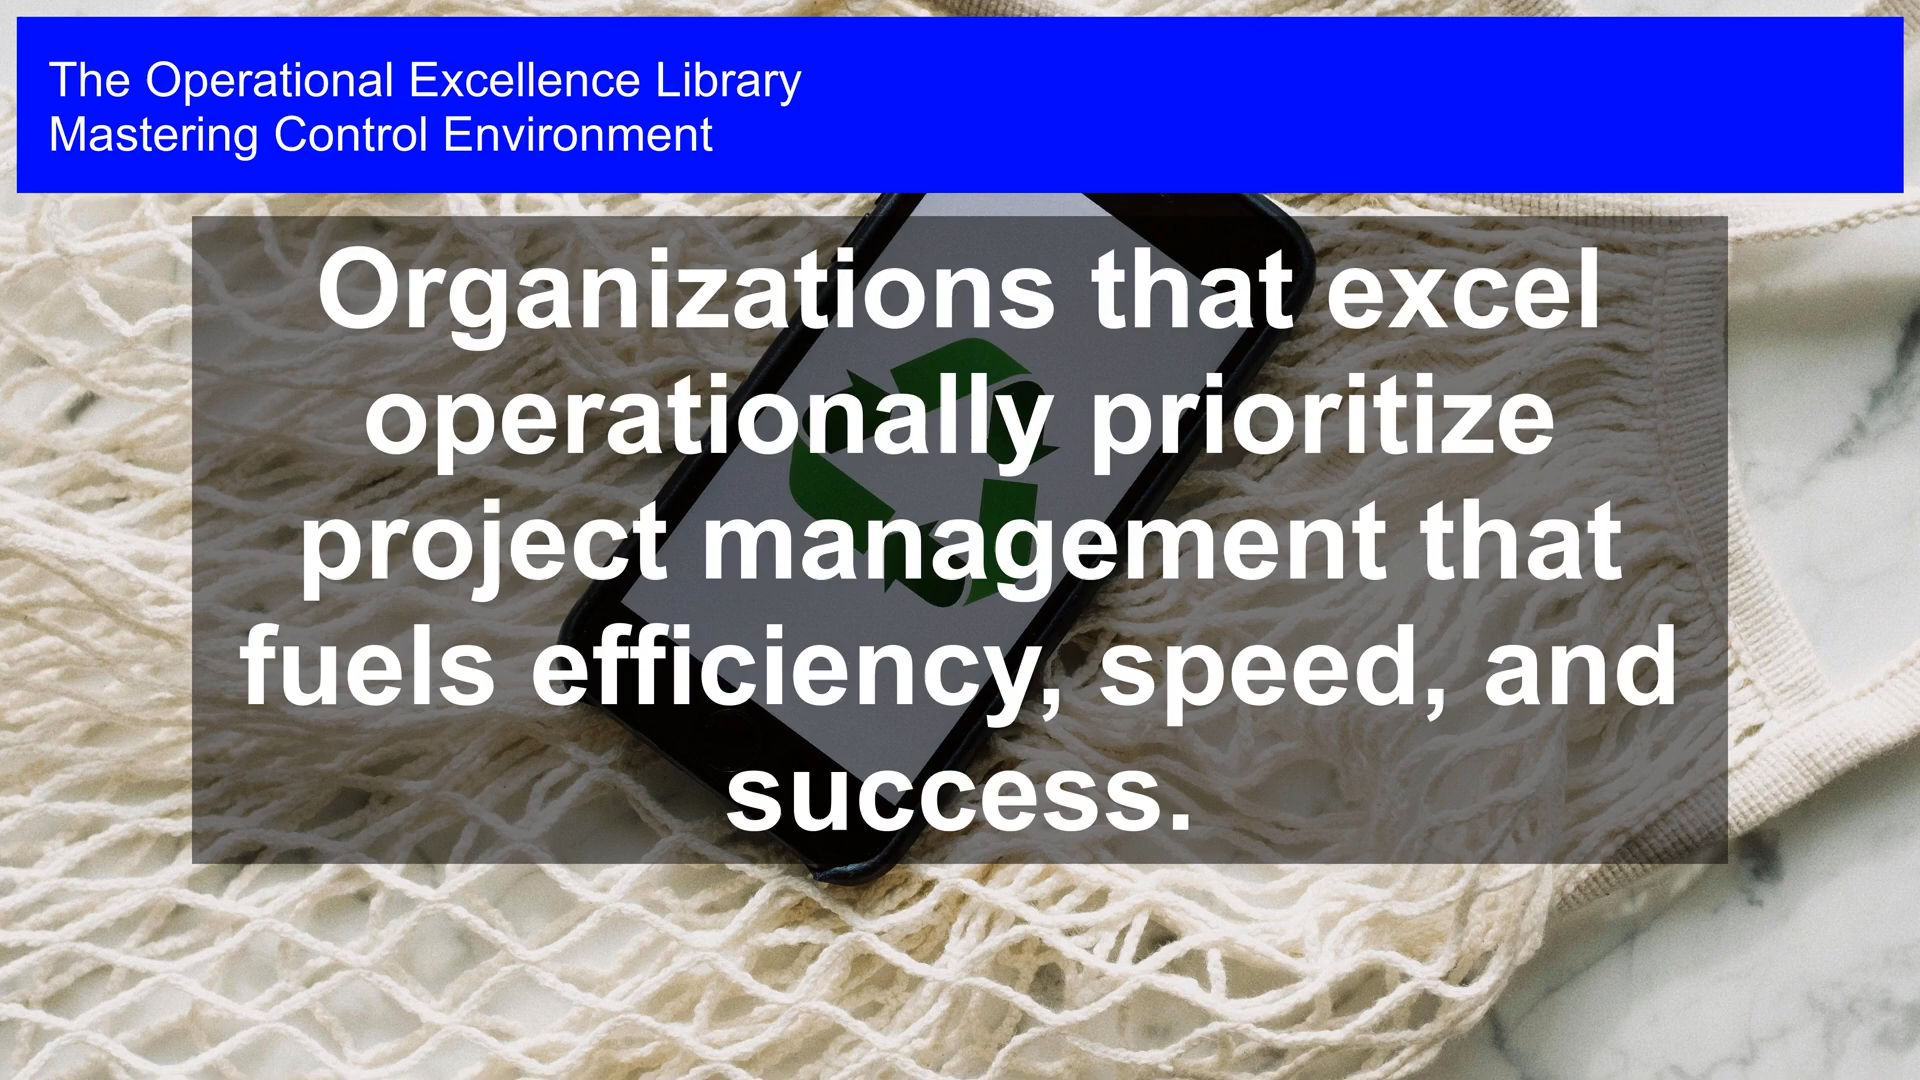 The Operational Excellence Library
Mastering Control Environment
Organizations that excel
operationally prioritize
project management that
fuels efficiency, speed, and
success.